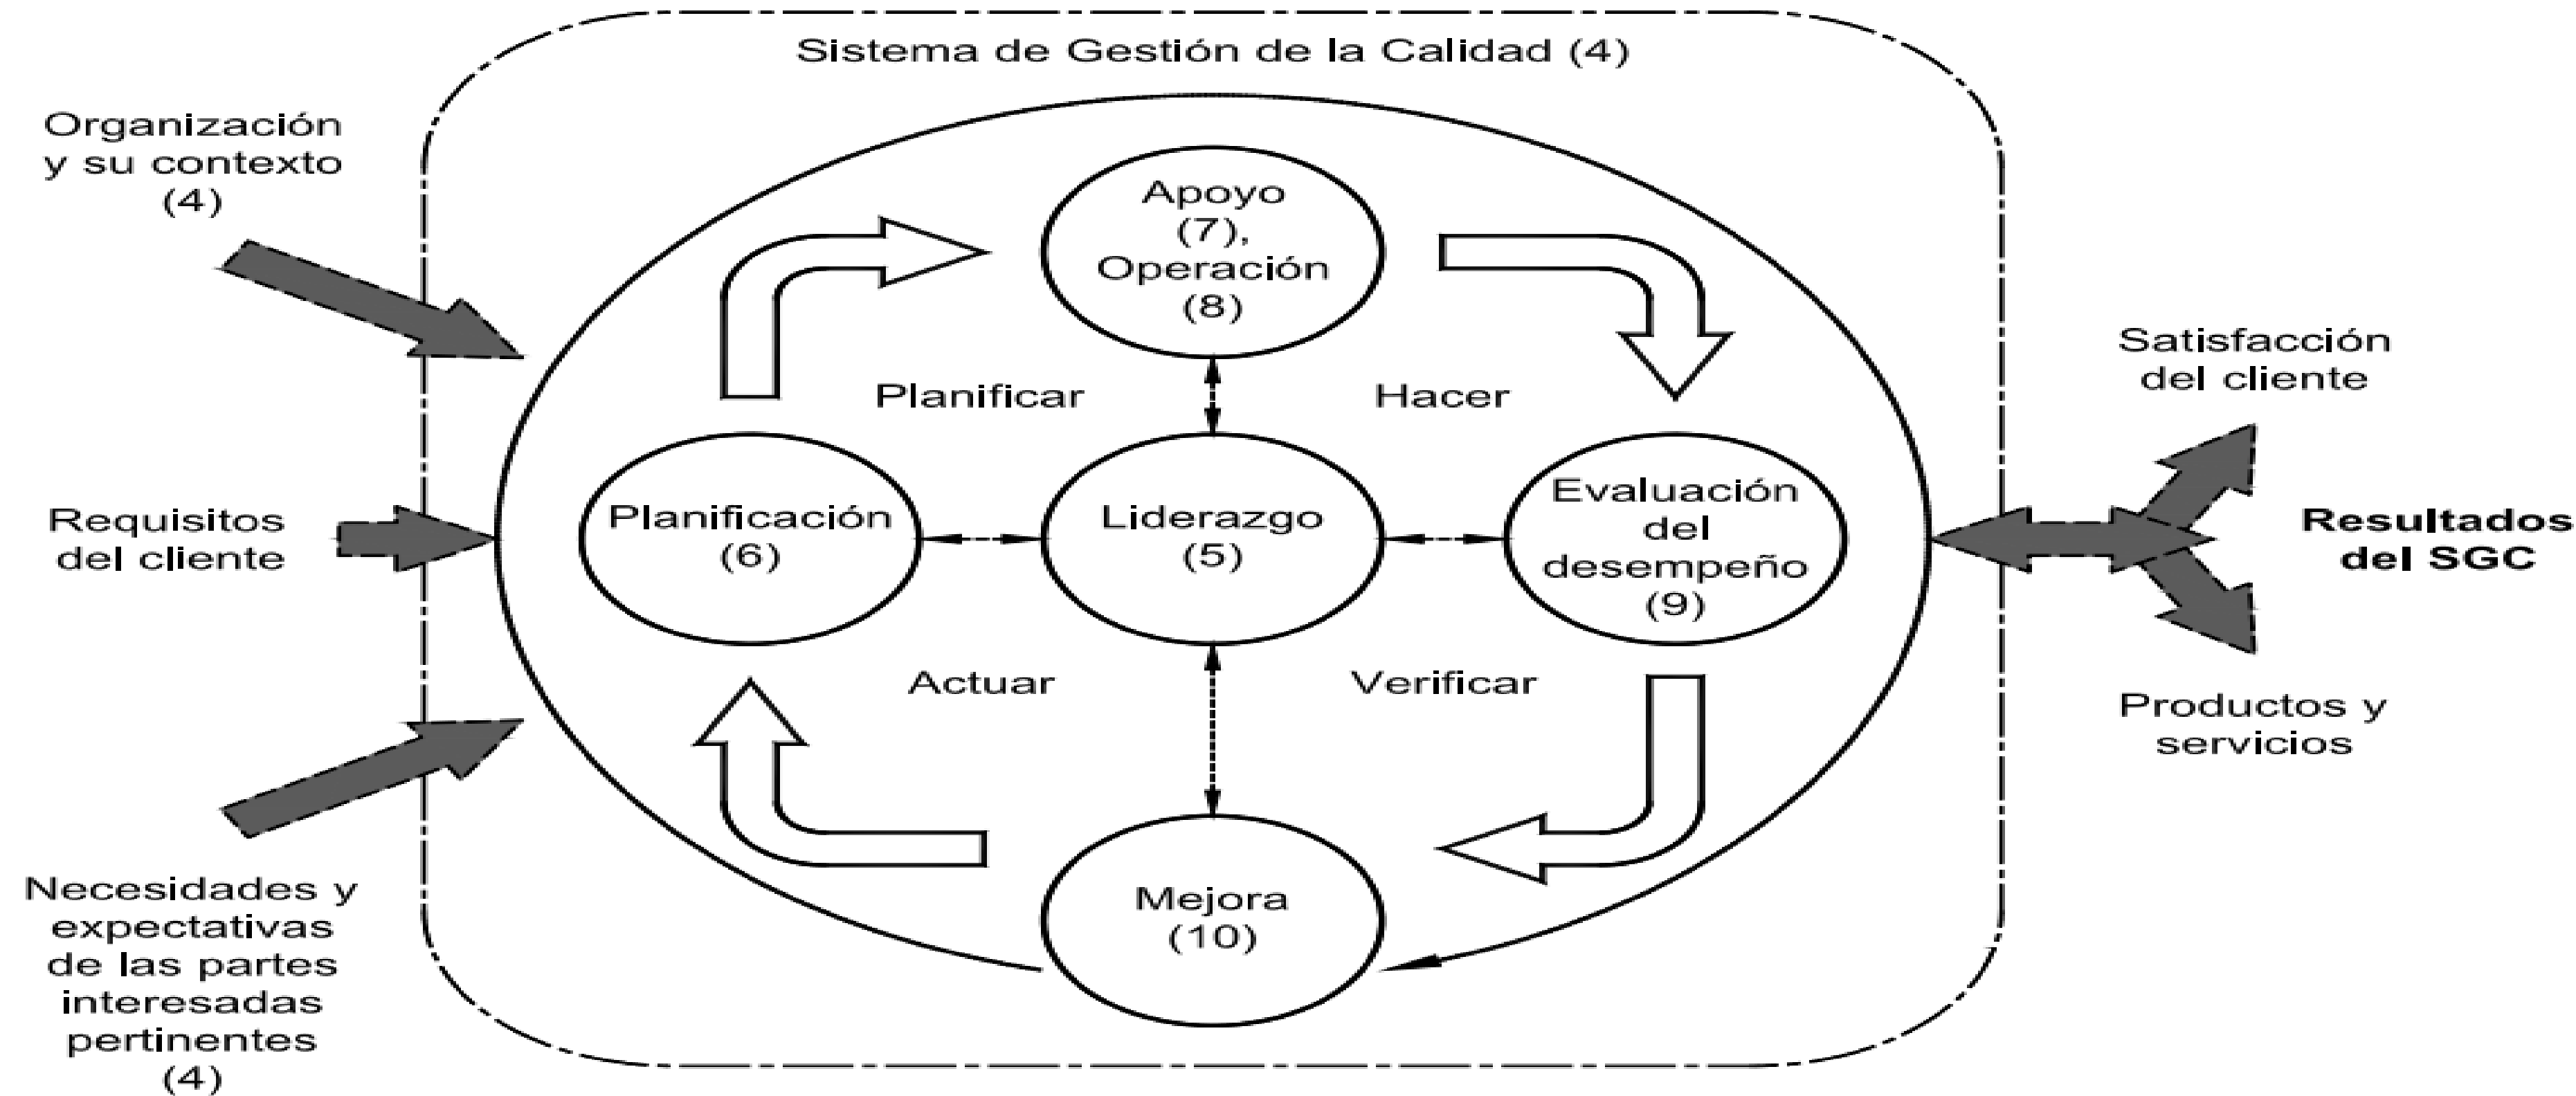 Sistema de Gestión de la Calidad (4)
Organización
y su contexto
(4)
Requisitos
del cliente
Necesidades y
expectativas
de las partes
interesadas
pertinentes
(4)
Apoyo
(7),
Operación
(8)
Planificar
Hacer
Planificación
(6)
Liderazgo
(5)
Evaluación
del
desempeño
(9)
Actuar
Verificar
Mejora
(10)
Satisfacción
del cliente
Resultados
del SGC
Productos y
servicios